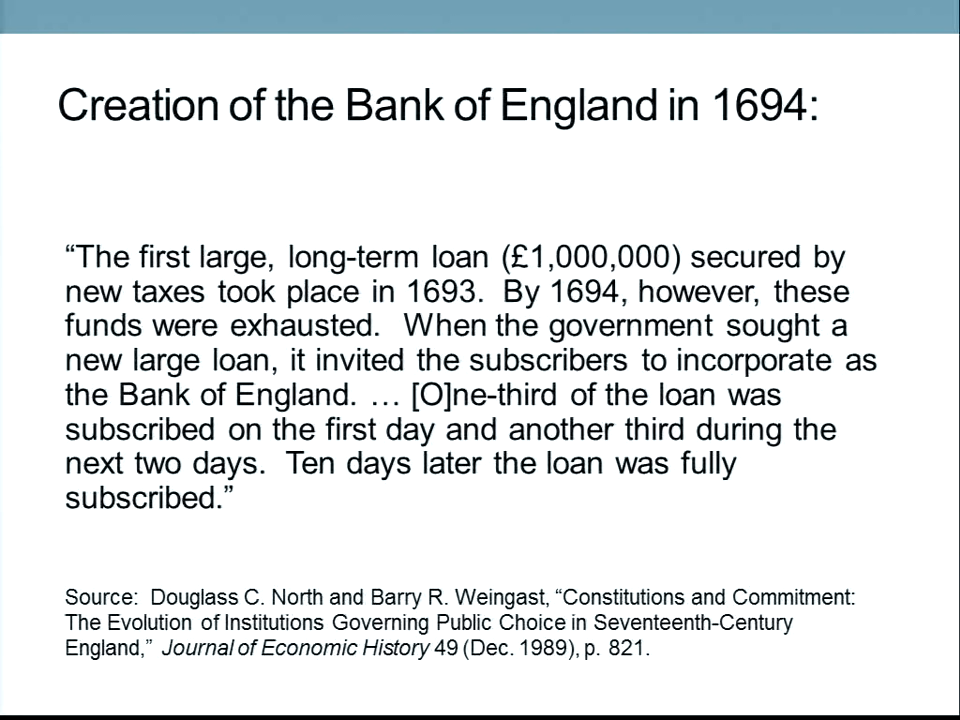 Creation of the Bank of England in 1694:
“The first large, long-term loan (£1,000,000) secured by
new taxes took place in 1693.  By 1694, however, these
funds were exhausted.  When the government sought a
new large loan, it invited the subscribers to incorporate as
the Bank of England. … [O]ne-third of the loan was
subscribed on the first day and another third during the
next two days.  Ten days later the loan was fully
subscribed.”
Source:  Douglass C. North and Barry R. Weingast, “Constitutions and Commitment:
The Evolution of Institutions Governing Public Choice in Seventeenth-Century
England,”  Journal of Economic History 49 (Dec. 1989), p. 821.